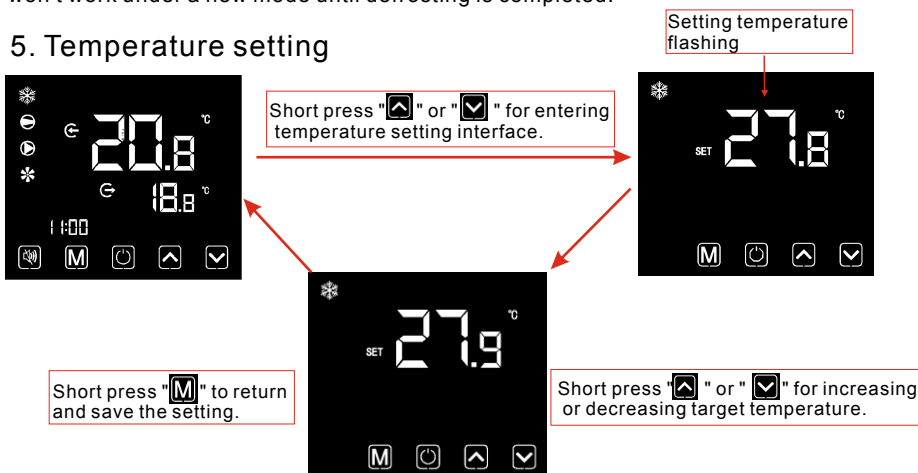 won't work under a new mode until defrosting is completed.
5. Temperature setting
Setting temperature
flashing
Short press " " or " " for entering
temperature setting interface.
20.8 °C
18.8 °C
11:00
M
SET 27.8 °C
M
SET 27.9 °C
M
Short press "M" to return
and save the setting.
Short press " " or " " for increasing
or decreasing target temperature.